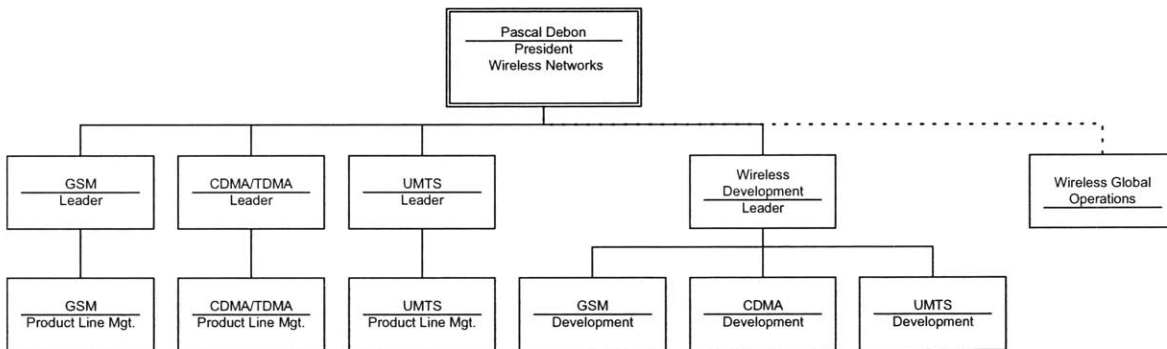 Pascal Debon
President
Wireless Networks
GSM
Leader
CDMA/TDMA
Leader
UMTS
Leader
Wireless
Development
Leader
Wireless Global
Operations
GSM
Product Line Mgt.
CDMA/TDMA
Product Line Mgt.
UMTS
Product Line Mgt.
GSM
Development
CDMA
Development
UMTS
Development